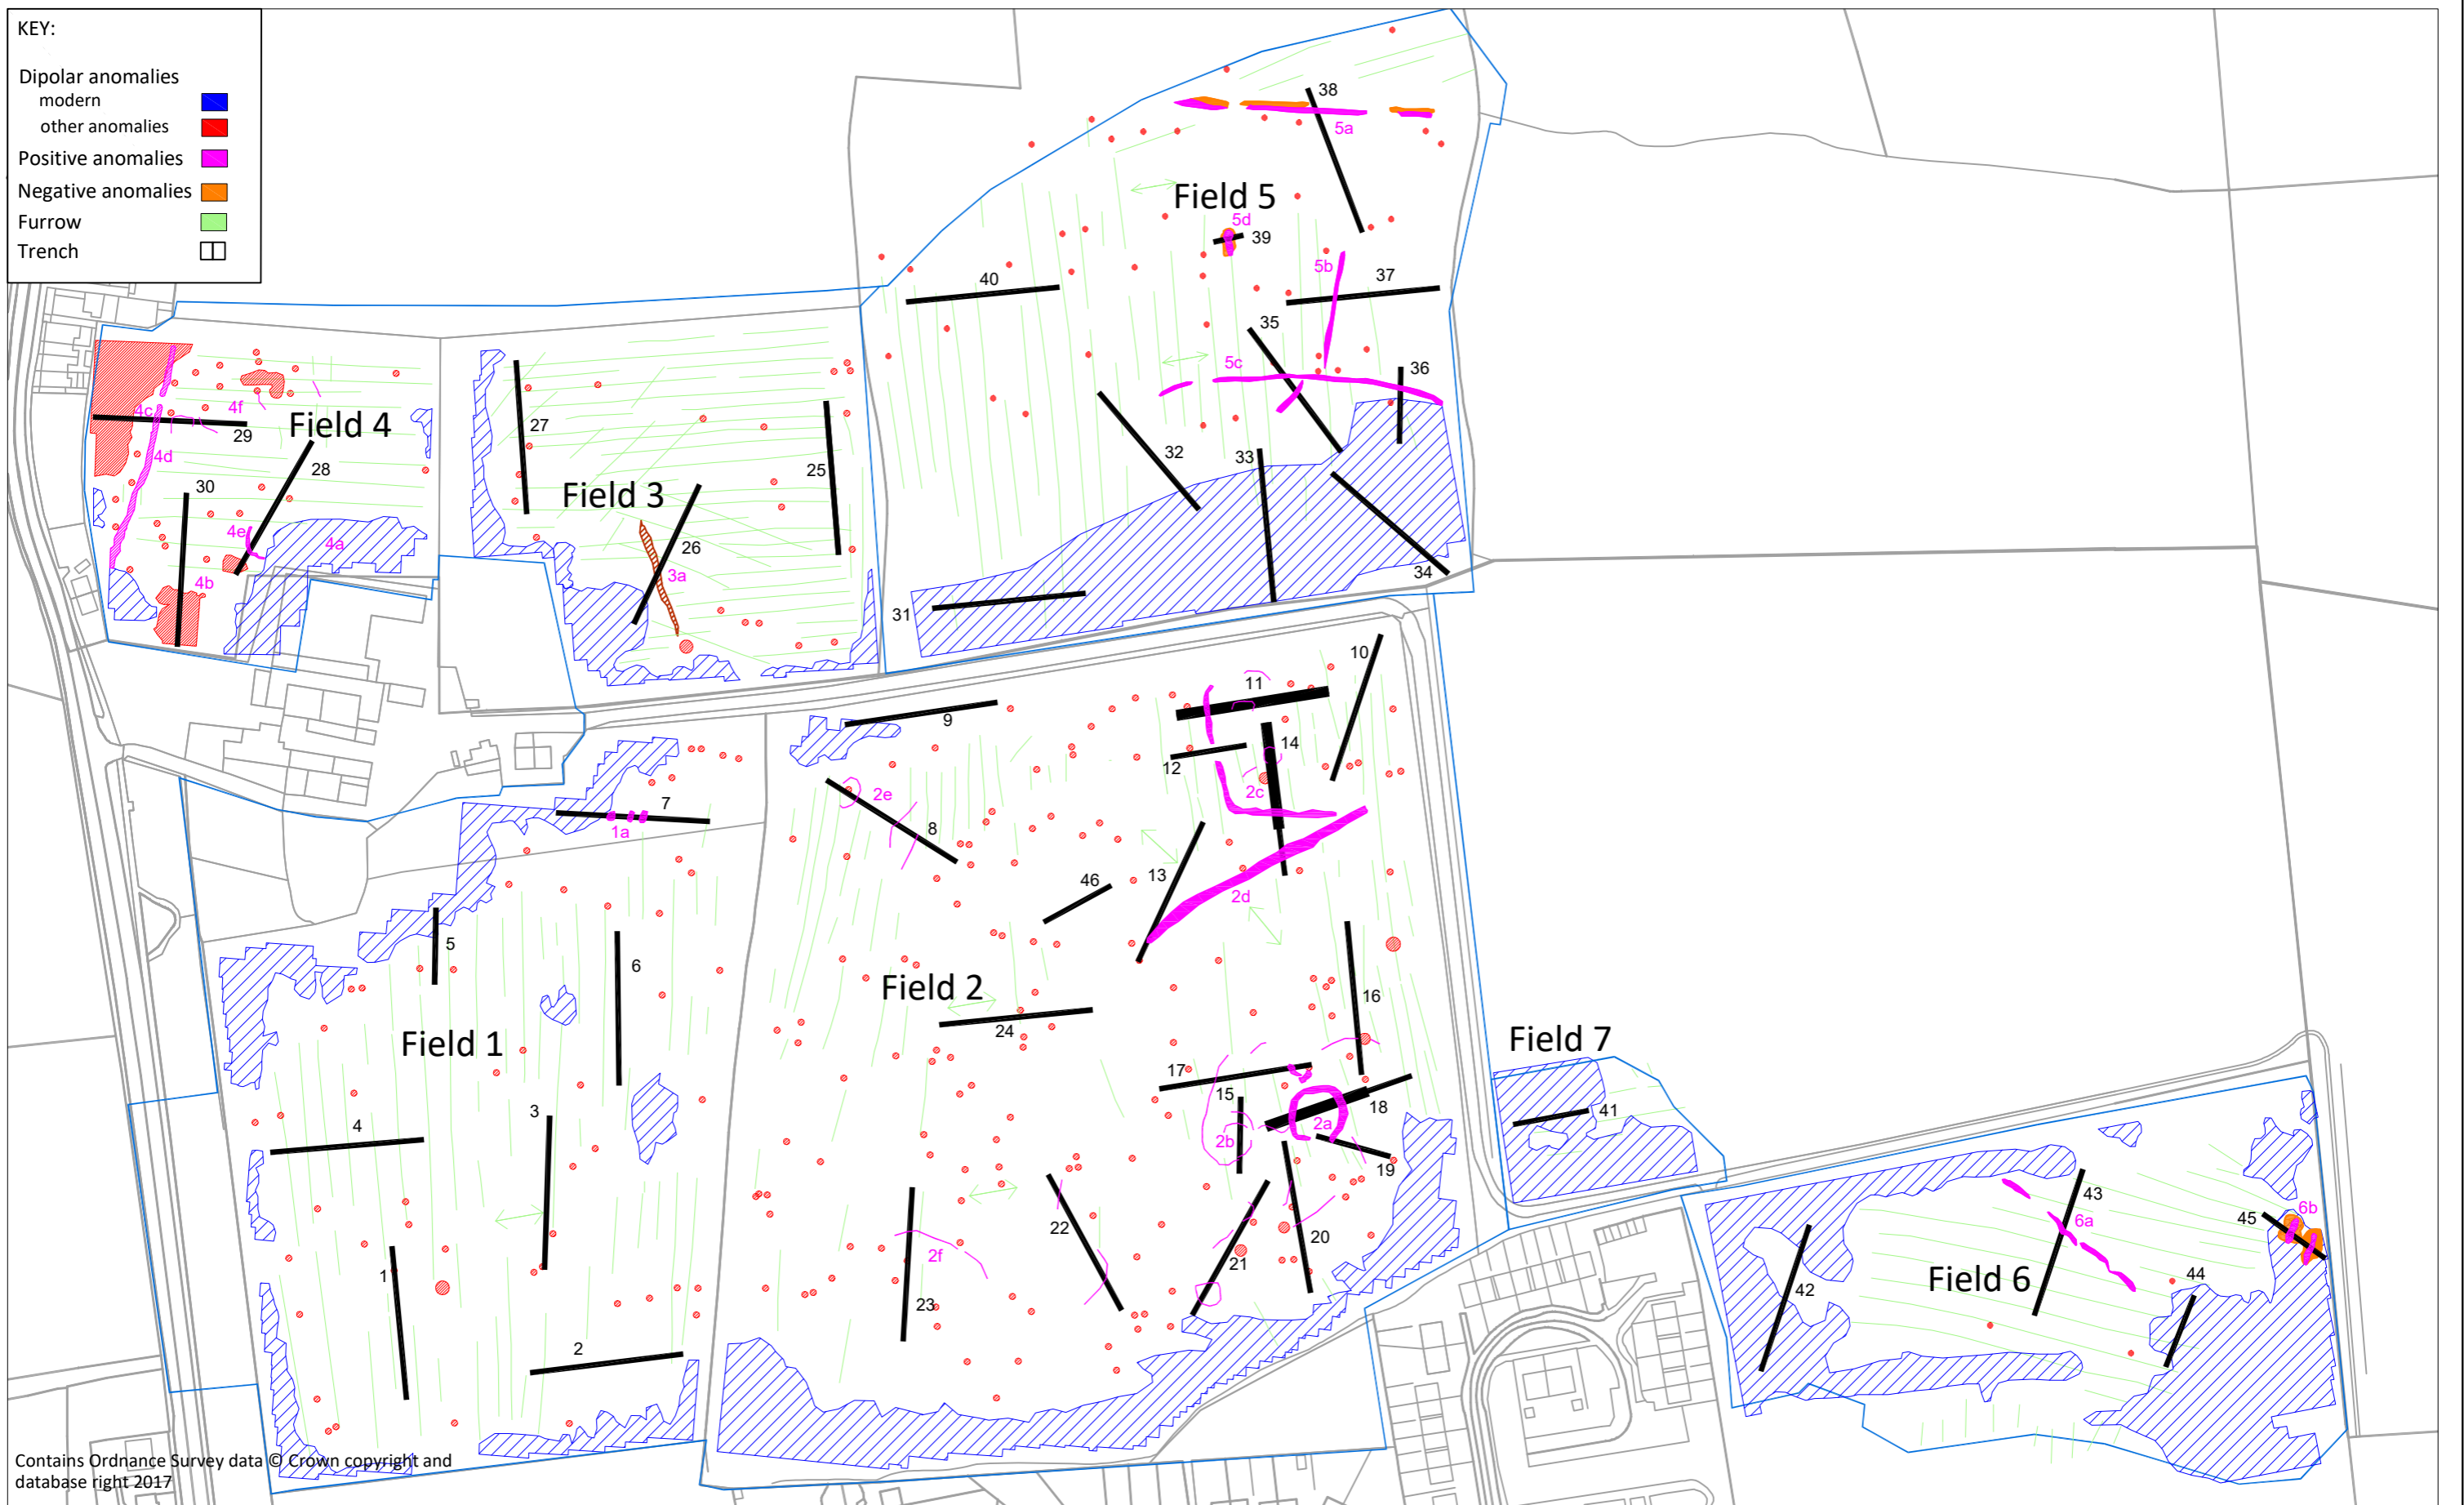 KEY:
Dipolar anomalies
modern
other anomalies
Positive anomalies
Negative anomalies
Furrow
Trench
38
5a
Field 5
5d
39
5b
37
40
35
5c
36
32
33
34
31
4c
4f
29
Field 4
4d
28
30
4e
4a
4b
27
25
Field 3
26
3a
10
11
9
14
12
2c
7
1a
2e
8
13
46
2d
5
6
Field 2
16
24
Field 1
Field 7
17
15
18
41
2a
2b
19
3
4
43
22
6a
6b
45
20
2f
21
1
23
Field 6
44
42
2
Contains Ordnance Survey data © Crown copyright and
database right 2017